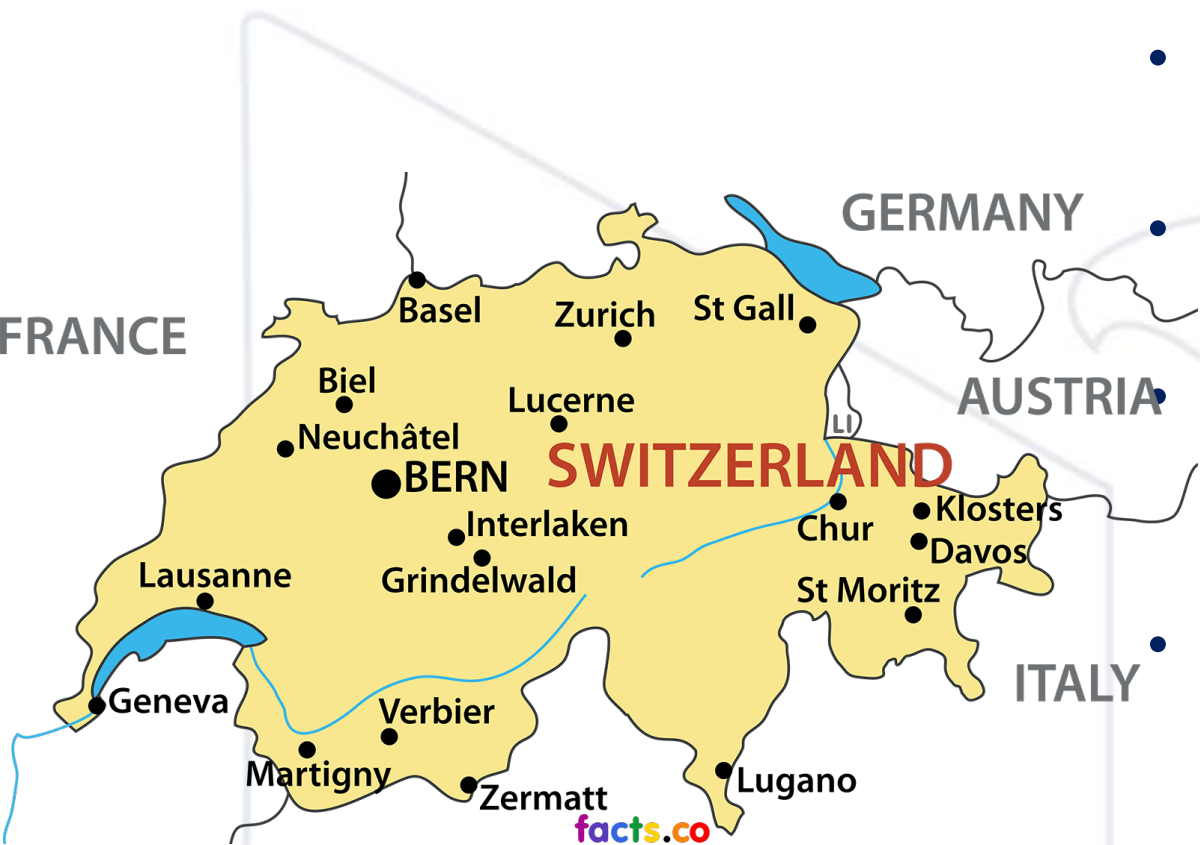 GERMANY
FRANCE
Basel
Zurich
St Gall
Biel
Lucerne
AUSTRIA
Neuchâtel
LI
SWITZERLAND
BERN
Interlaken
Chur
Klosters
Davos
Grindelwald
Lausanne
St Moritz
ITALY
Geneva
Verbier
Martigny
Lugano
Zermatt
facts.co